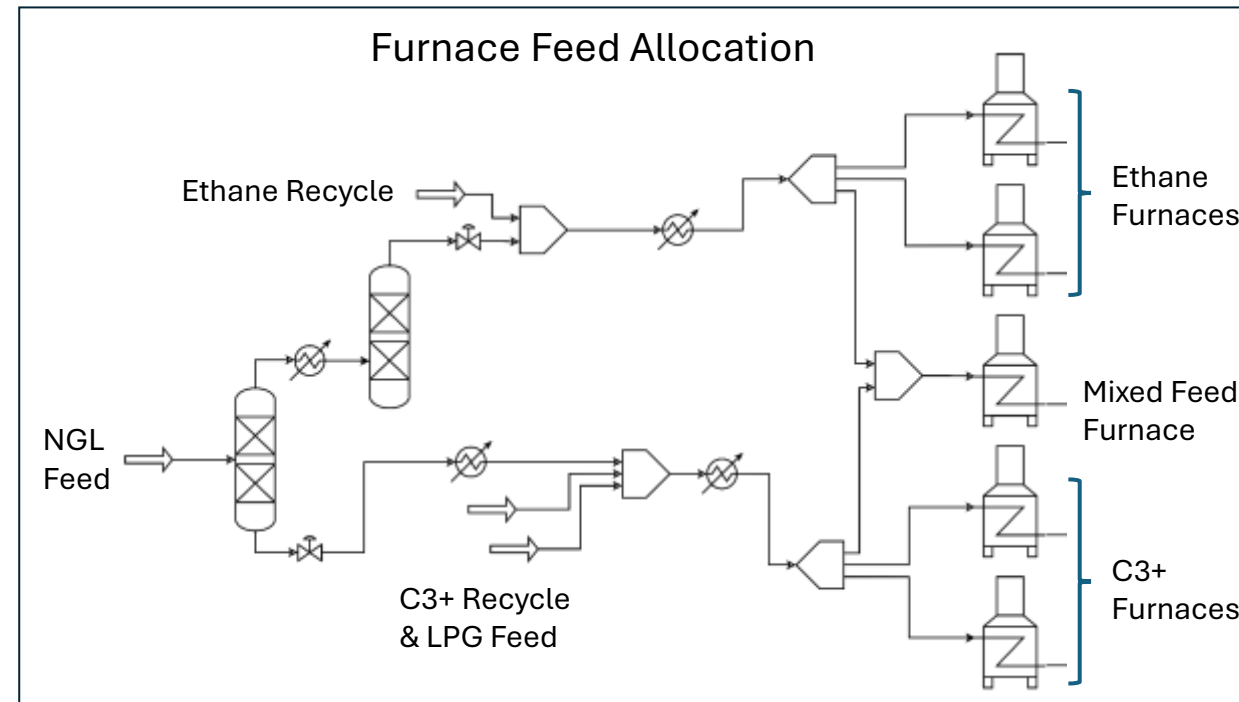 Furnace Feed Allocation
Ethane Recycle
Ethane
Furnaces
NGL
Feed
Mixed Feed
Furnace
C3+ Recycle
& LPG Feed
C3+
Furnaces